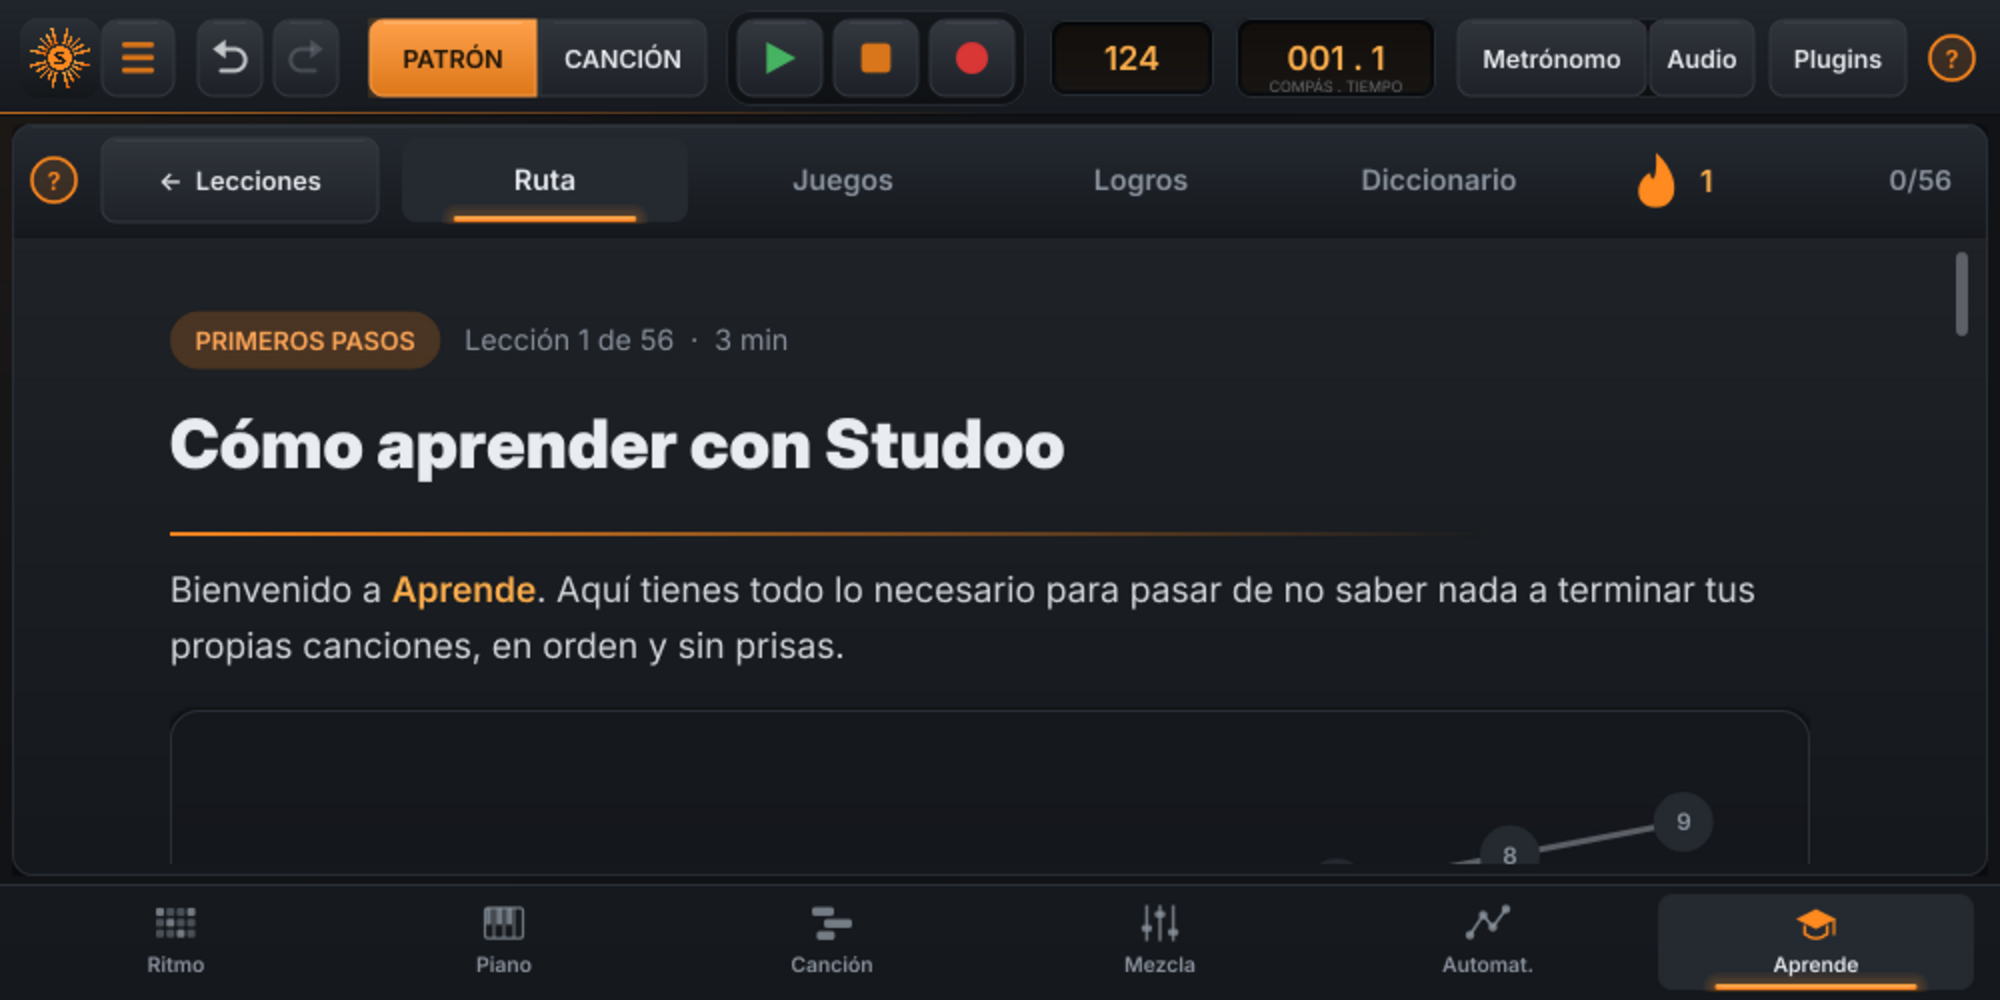 S
PATRÓN
CANCIÓN
124
001 . 1
COMPÁS . TIEMPO
Metrónomo
Audio
Plugins
?
?
← Lecciones
Ruta
Juegos
Logros
Diccionario
1
0/56
PRIMEROS PASOS
Lección 1 de 56 · 3 min
Cómo aprender con Studoo
Bienvenido a Aprende. Aquí tienes todo lo necesario para pasar de no saber nada a terminar tus
propias canciones, en orden y sin prisas.
9
8
Ritmo
Piano
Canción
Mezcla
Automat.
Aprende